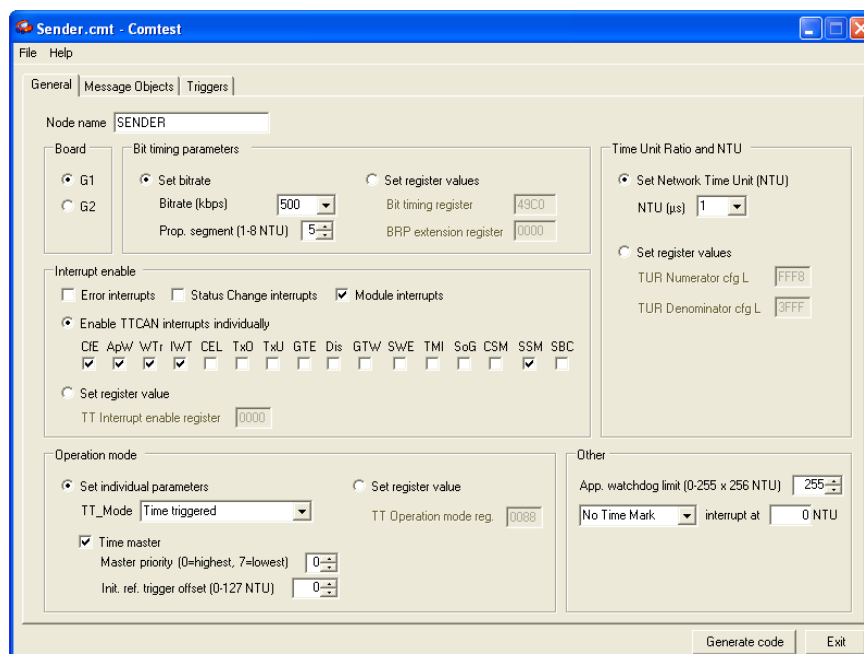 Sender.cmt - Comtest
File Help
General Message Objects Triggers
Node name SENDER
Board
G1
G2
Bit timing parameters
Set bitrate
Bitrate (kbps) 500
Prop. segment (1-8 NTU) 5
Set register values
Bit timing register 49C0
BRP extension register 0000
Time Unit Ratio and NTU
Set Network Time Unit (NTU)
NTU (µs) 1
Set register values
TUR Numerator cfg L FFF8
TUR Denominator cfg L 3FFF
Interrupt enable
Error interrupts Status Change interrupts Module interrupts
Enable TTCAN interrupts individually
CfE ApW WTr IWT CEL TxO TxU GTE Dis GTW SWE TMI SoG CSM SSM SBC
Set register value
TT Interrupt enable register 0000
Operation mode
Set individual parameters
TT_Mode Time triggered
Time master
Master priority (0=highest, 7=lowest) 0
Init. ref. trigger offset (0-127 NTU) 0
Set register value
TT Operation mode reg. 0088
Other
App. watchdog limit (0-255 x 256 NTU) 255
No Time Mark interrupt at 0 NTU
Generate code Exit